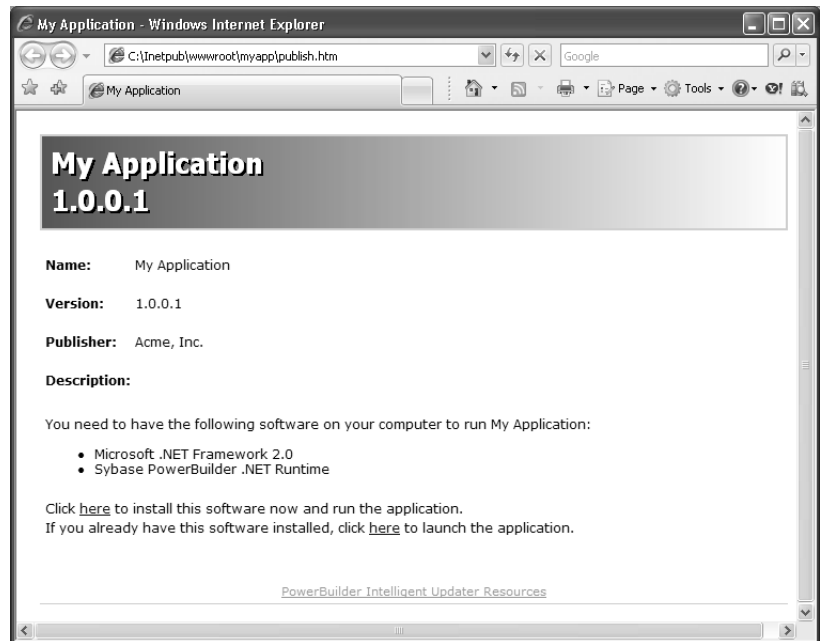 My Application - Windows Internet Explorer
C:\Inetpub\wwwroot\myapp\publish.htm
Google
My Application
Page
Tools
My Application
1.0.0.1
Name: My Application
Version: 1.0.0.1
Publisher: Acme, Inc.
Description:
You need to have the following software on your computer to run My Application:
• Microsoft .NET Framework 2.0
• Sybase PowerBuilder .NET Runtime
Click here to install this software now and run the application.
If you already have this software installed, click here to launch the application.
PowerBuilder Intelligent Updater Resources